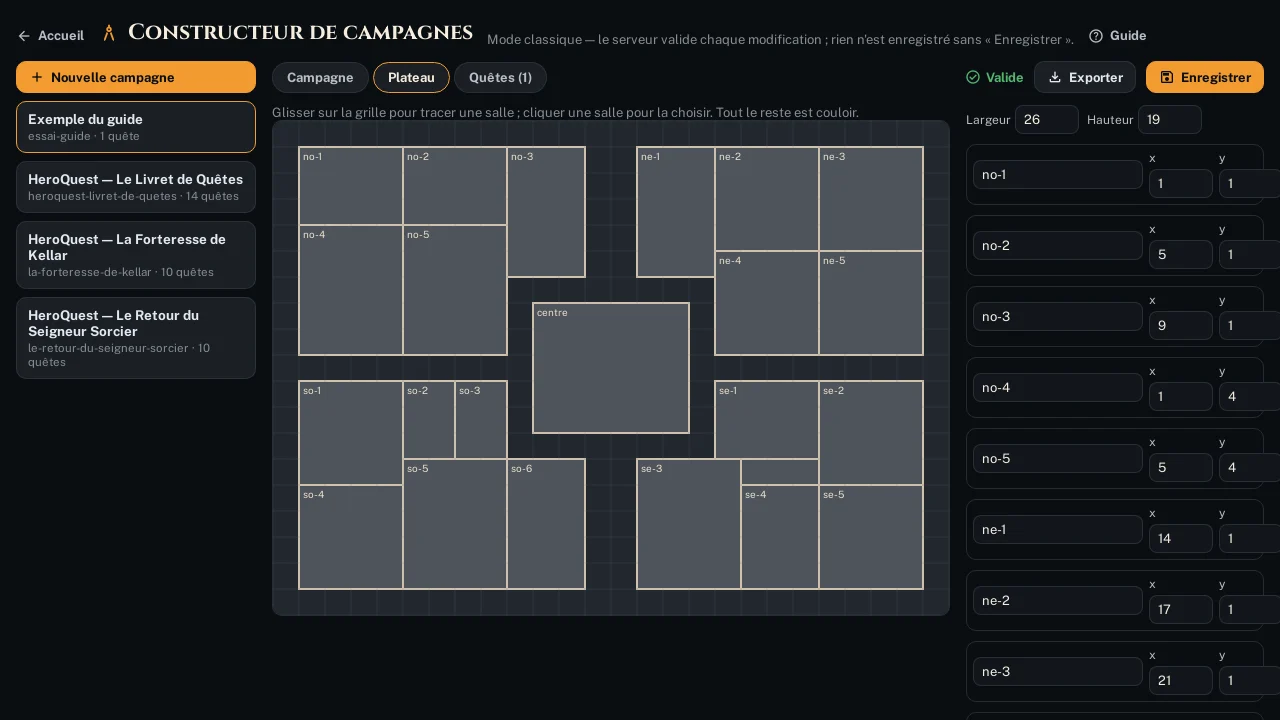 Accueil
Constructeur de campagnes
Mode classique — le serveur valide chaque modification ; rien n'est enregistré sans « Enregistrer ».
Guide
Nouvelle campagne
Campagne
Plateau
Quêtes (1)
Valide
Exporter
Enregistrer
Exemple du guide
essai-guide · 1 quête
HeroQuest — Le Livret de Quêtes
heroquest-livret-de-quetes · 14 quêtes
HeroQuest — La Forteresse de
Kellar
la-forteresse-de-kellar · 10 quêtes
HeroQuest — Le Retour du
Seigneur Sorcier
le-retour-du-seigneur-sorcier · 10
quêtes
Glisser sur la grille pour tracer une salle ; cliquer une salle pour la choisir. Tout le reste est couloir.
no-1
no-2
no-3
ne-1
ne-2
ne-3
no-4
no-5
ne-4
ne-5
centre
so-1
so-2
so-3
se-1
se-2
so-5
so-6
se-3
so-4
se-4
se-5
Largeur 26 Hauteur 19
x y
no-1 1 1
x y
no-2 5 1
x y
no-3 9 1
x y
no-4 1 4
x y
no-5 5 4
x y
ne-1 14 1
x y
ne-2 17 1
x y
ne-3 21 1